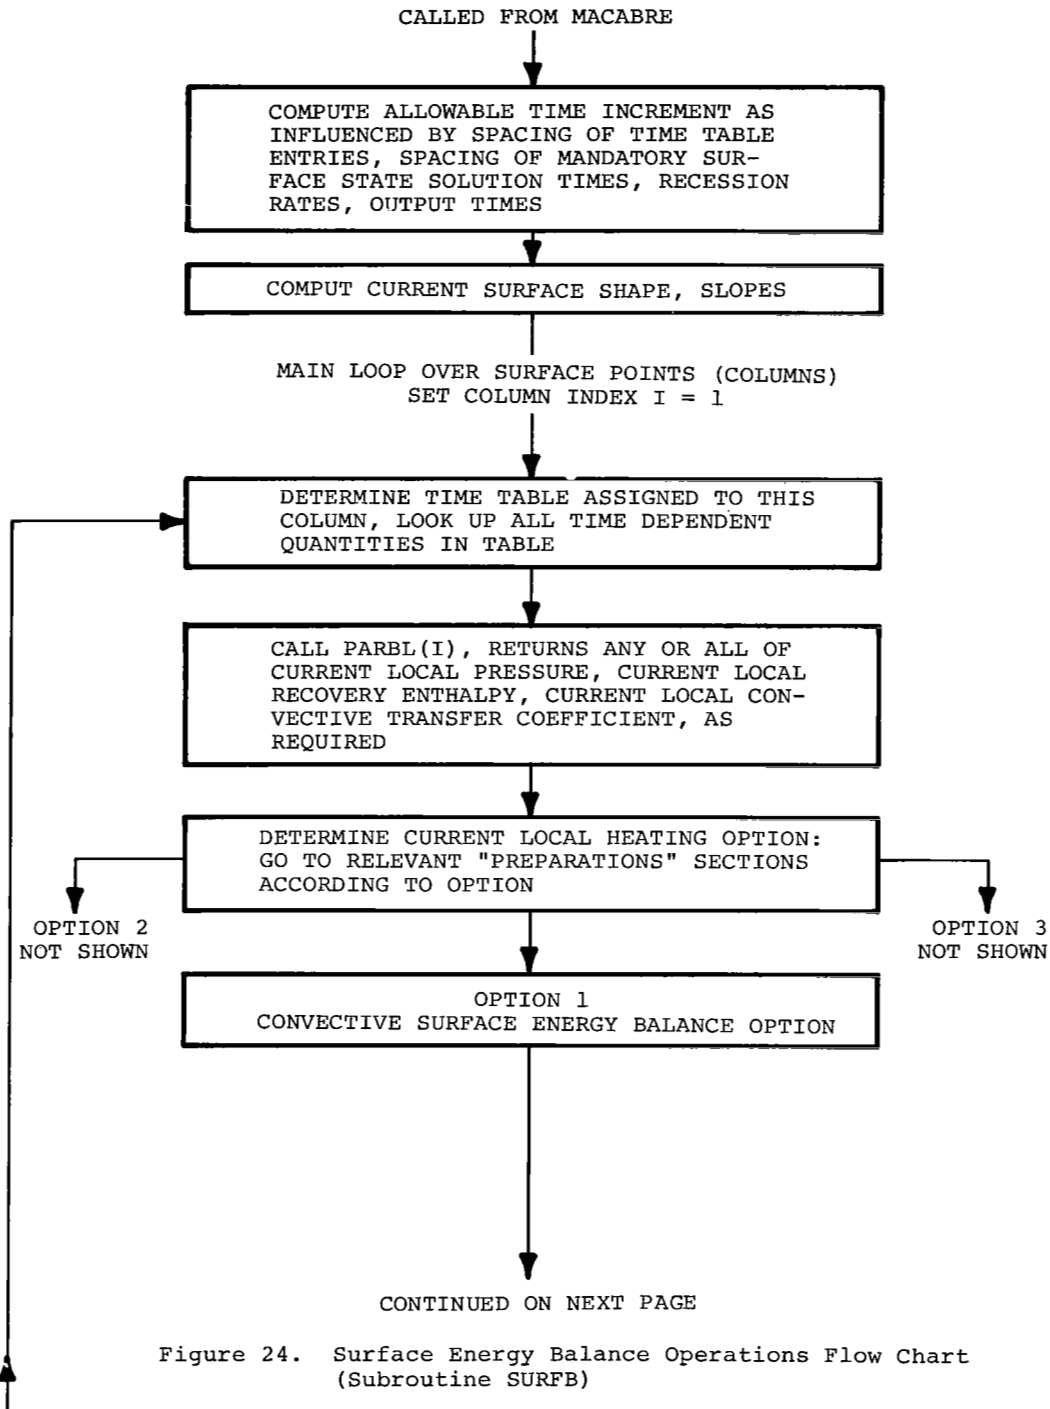 CALLED FROM MACABRE
COMPUTE ALLOWABLE TIME INCREMENT AS
INFLUENCED BY SPACING OF TIME TABLE
ENTRIES, SPACING OF MANDATORY SUR-
FACE STATE SOLUTION TIMES, RECESSION
RATES, OUTPUT TIMES
COMPUT CURRENT SURFACE SHAPE, SLOPES
MAIN LOOP OVER SURFACE POINTS (COLUMNS)
SET COLUMN INDEX I = 1
DETERMINE TIME TABLE ASSIGNED TO THIS
COLUMN, LOOK UP ALL TIME DEPENDENT
QUANTITIES IN TABLE
CALL PARBL(I), RETURNS ANY OR ALL OF
CURRENT LOCAL PRESSURE, CURRENT LOCAL
RECOVERY ENTHALPY, CURRENT LOCAL CON-
VECTIVE TRANSFER COEFFICIENT, AS
REQUIRED
DETERMINE CURRENT LOCAL HEATING OPTION:
GO TO RELEVANT "PREPARATIONS" SECTIONS
ACCORDING TO OPTION
OPTION 2
NOT SHOWN
OPTION 3
NOT SHOWN
OPTION 1
CONVECTIVE SURFACE ENERGY BALANCE OPTION
CONTINUED ON NEXT PAGE
Figure 24. Surface Energy Balance Operations Flow Chart
(Subroutine SURFB)